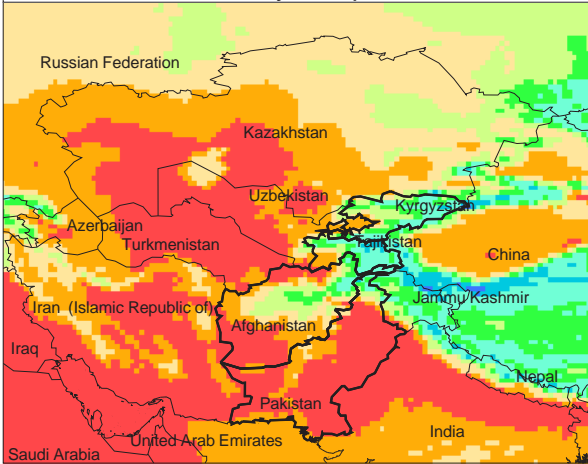 Russian Federation
Kazakhstan
Uzbekistan
Kyrgyzstan
Azerbaijan
Turkmenistan
Tajikistan
China
Iran (Islamic Republic of)
Jammu/Kashmir
Afghanistan
Iraq
Nepal
Pakistan
India
United Arab Emirates
Saudi Arabia